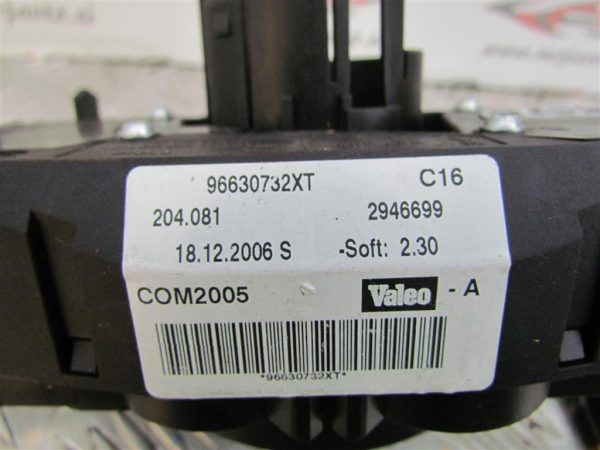 96630732XT C16
204.081 2946699
18.12.2006 S -Soft: 2.30
COM2005 Valeo - A
*96630732XT*